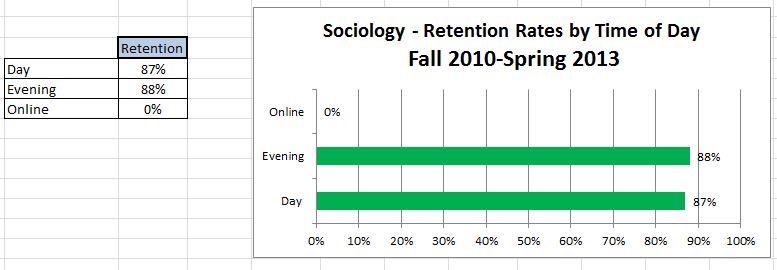 Retention
Day 87%
Evening 88%
Online 0%
Sociology - Retention Rates by Time of Day
Fall 2010-Spring 2013
Online 0%
Evening 88%
Day 87%
0% 10% 20% 30% 40% 50% 60% 70% 80% 90% 100%